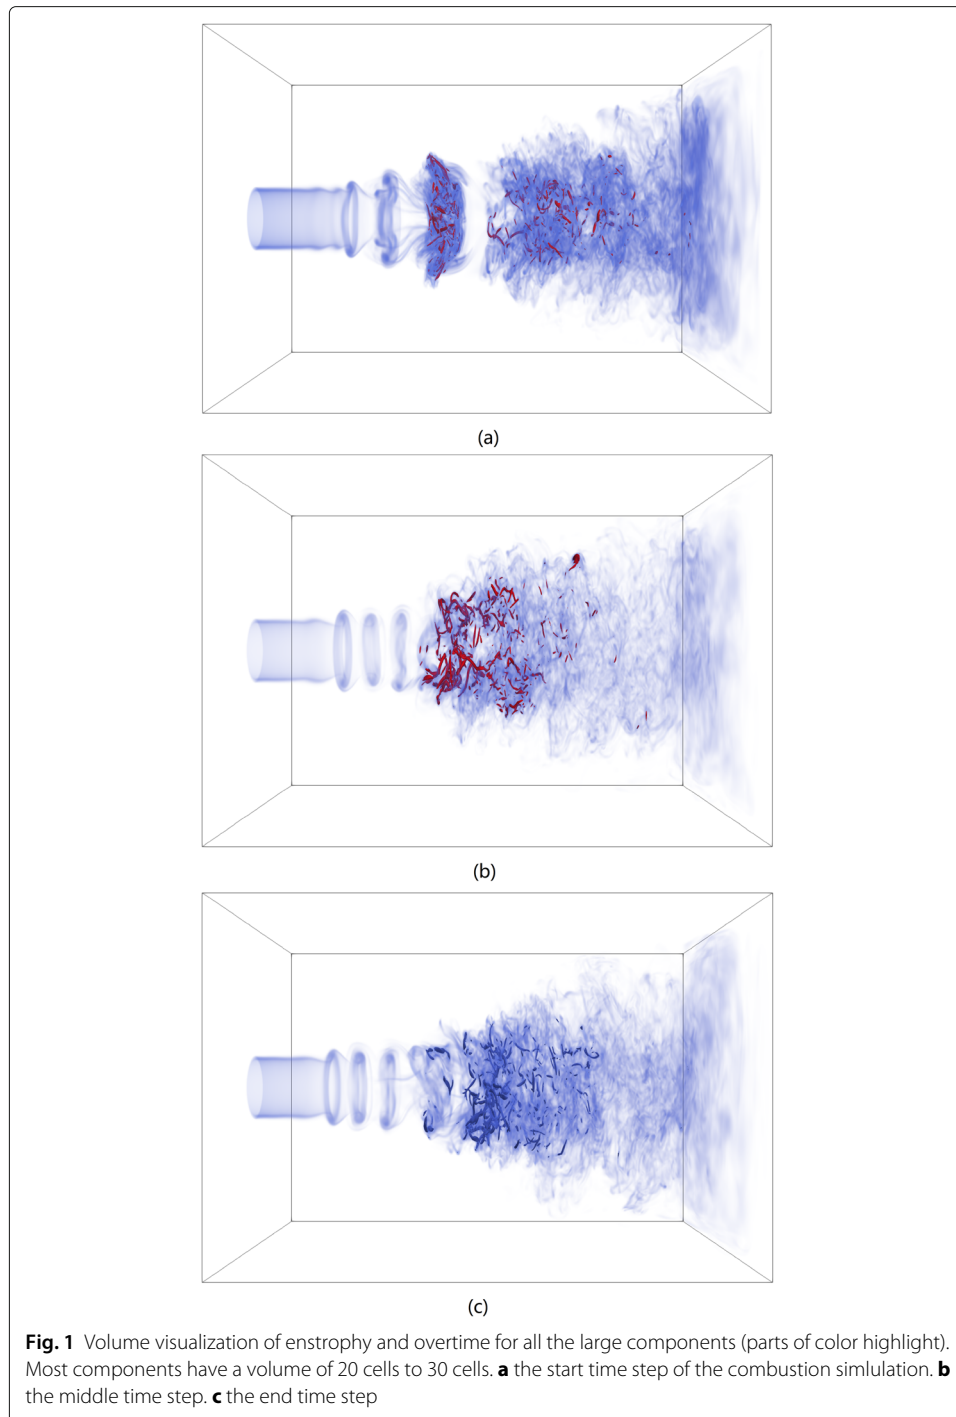 (a)
(b)
(c)
Fig. 1 Volume visualization of enstrophy and overtime for all the large components (parts of color highlight).
Most components have a volume of 20 cells to 30 cells. a the start time step of the combustion simlulation. b
the middle time step. c the end time step